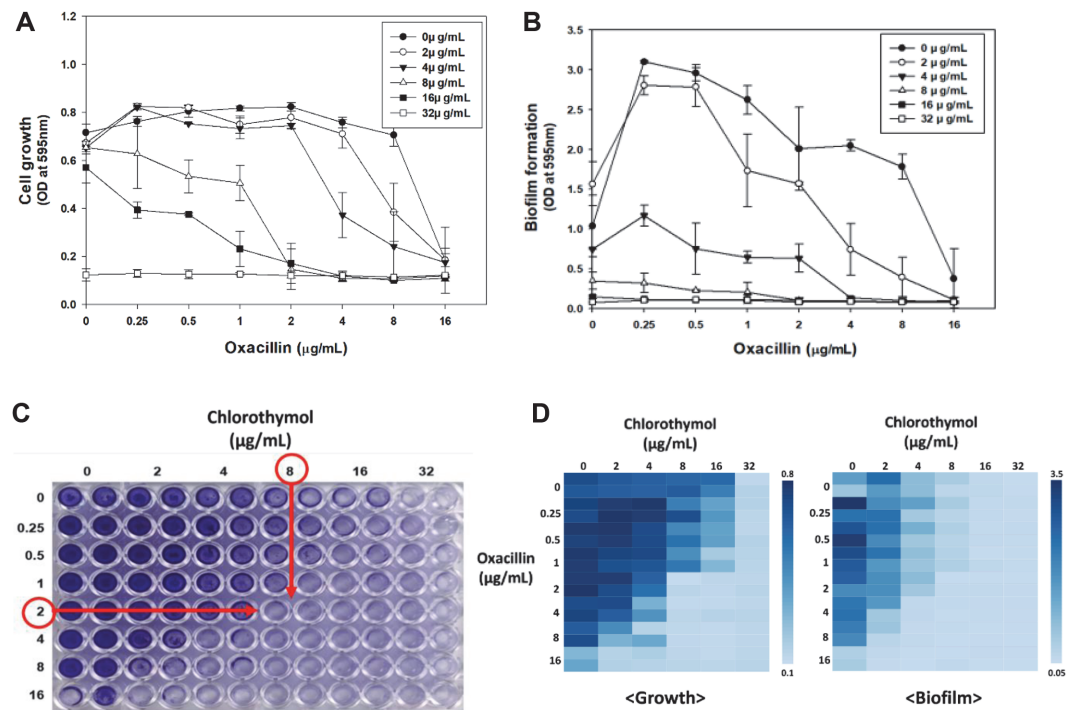 A
Cell growth
(OD at 595nm)
1.2
1.0
0.8
0.6
0.4
0.2
0.0
0µ g/mL
2µ g/mL
4µ g/mL
8µ g/mL
16µ g/mL
32µ g/mL
0 0.25 0.5 1 2 4 8 16
Oxacillin (µg/mL)
B
Biofilm formation
(OD at 595nm)
3.5
3.0
2.5
2.0
1.5
1.0
0.5
0.0
0 µ g/mL
2 µ g/mL
4 µ g/mL
8 µ g/mL
16 µ g/mL
32 µ g/mL
0 0.25 0.5 1 2 4 8 16
Oxacillin (µg/mL)
C
Chlorothymol
(µg/mL)
0 2 4 8 16 32
0
0.25
0.5
1
2
4
8
16
D
Chlorothymol
(µg/mL)
0 2 4 8 16 32
Oxacillin
(µg/mL)
0
0.25
0.5
1
2
4
8
16
0.8
0.1
<Growth>
Chlorothymol
(µg/mL)
0 2 4 8 16 32
0
0.25
0.5
1
2
4
8
16
3.5
0.05
<Biofilm>